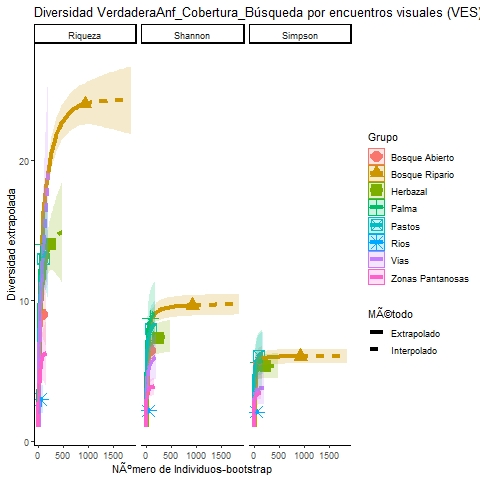 Diversidad VerdaderaAnf_Cobertura_Búsqueda por encuentros visuales (VES)
Riqueza
Shannon
Simpson
Diversidad extrapolada
20
10
0
0 500 1000 1500
0 500 1000 1500
0 500 1000 1500
NÃºmero de Individuos-bootstrap
Grupo
Bosque Abierto
Bosque Ripario
Herbazal
Palma
Pastos
Rios
Vias
Zonas Pantanosas
MÃ©todo
Extrapolado
Interpolado